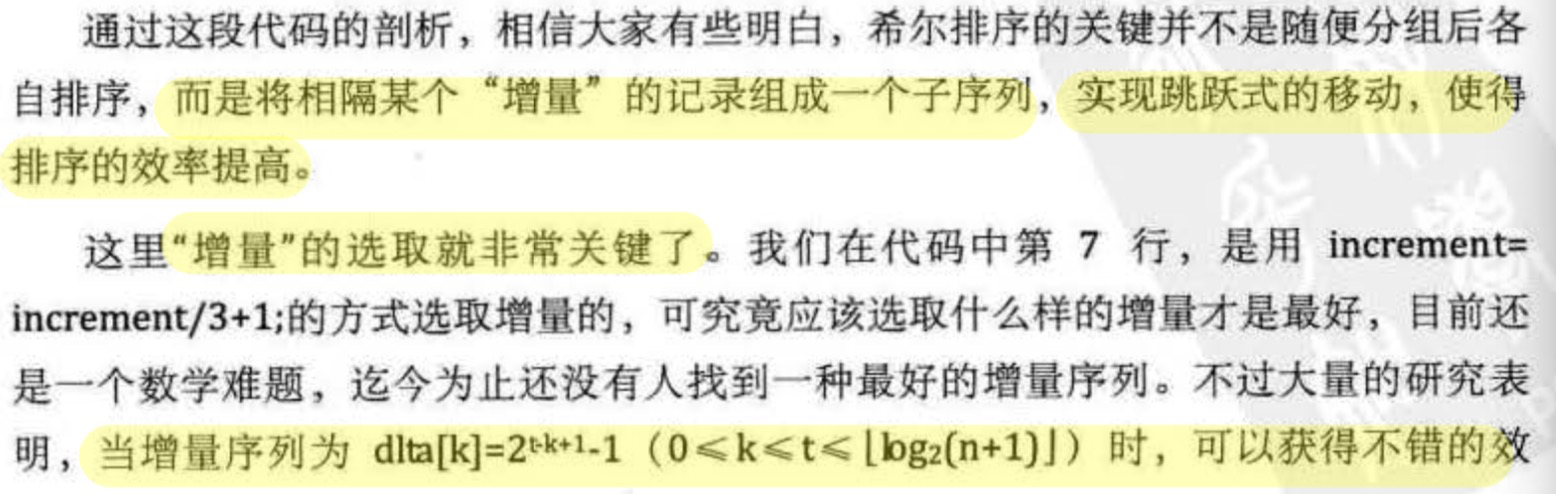 通过这段代码的剖析，相信大家有些明白，希尔排序的关键并不是随便分组后各
自排序，而是将相隔某个“增量”的记录组成一个子序列，实现跳跃式的移动，使得
排序的效率提高。
这里“增量”的选取就非常关键了。我们在代码中第 7 行，是用 increment=
increment/3+1;的方式选取增量的，可究竟应该选取什么样的增量才是最好，目前还
是一个数学难题，迄今为止还没有人找到一种最好的增量序列。不过大量的研究表
明，当增量序列为 dlta[k]=2^{t-k+1}-1（0≤k≤t≤⌊log₂(n+1)⌋）时，可以获得不错的效